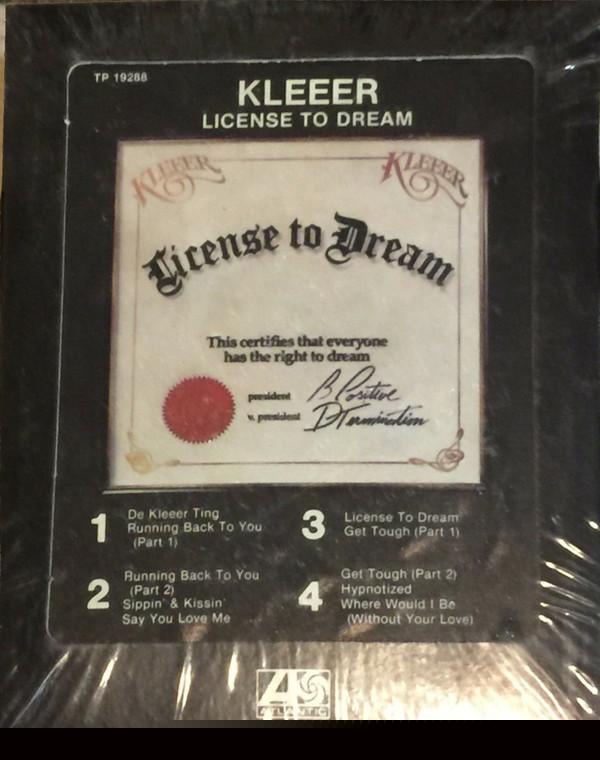 TP 19288
KLEEER
LICENSE TO DREAM
KLEEER
KLEEER
License to Dream
This certifies that everyone
has the right to dream
president B Positive
v. president DTermination
1
De Kleeer Ting
Running Back To You
(Part 1)
2
Running Back To You
(Part 2)
Sippin' & Kissin'
Say You Love Me
3
License To Dream
Get Tough (Part 1)
4
Get Tough (Part 2)
Hypnotized
Where Would I Be
(Without Your Love)
ATLANTIC